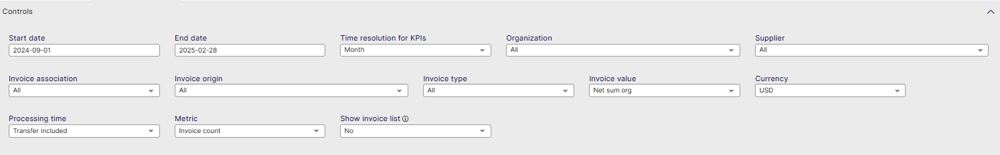 Controls
Start date
End date
Time resolution for KPIs
Organization
Supplier
2024-09-01
2025-02-28
Month
All
All
Invoice association
Invoice origin
Invoice type
Invoice value
Currency
All
All
All
Net sum org
USD
Processing time
Metric
Show invoice list
Transfer included
Invoice count
No